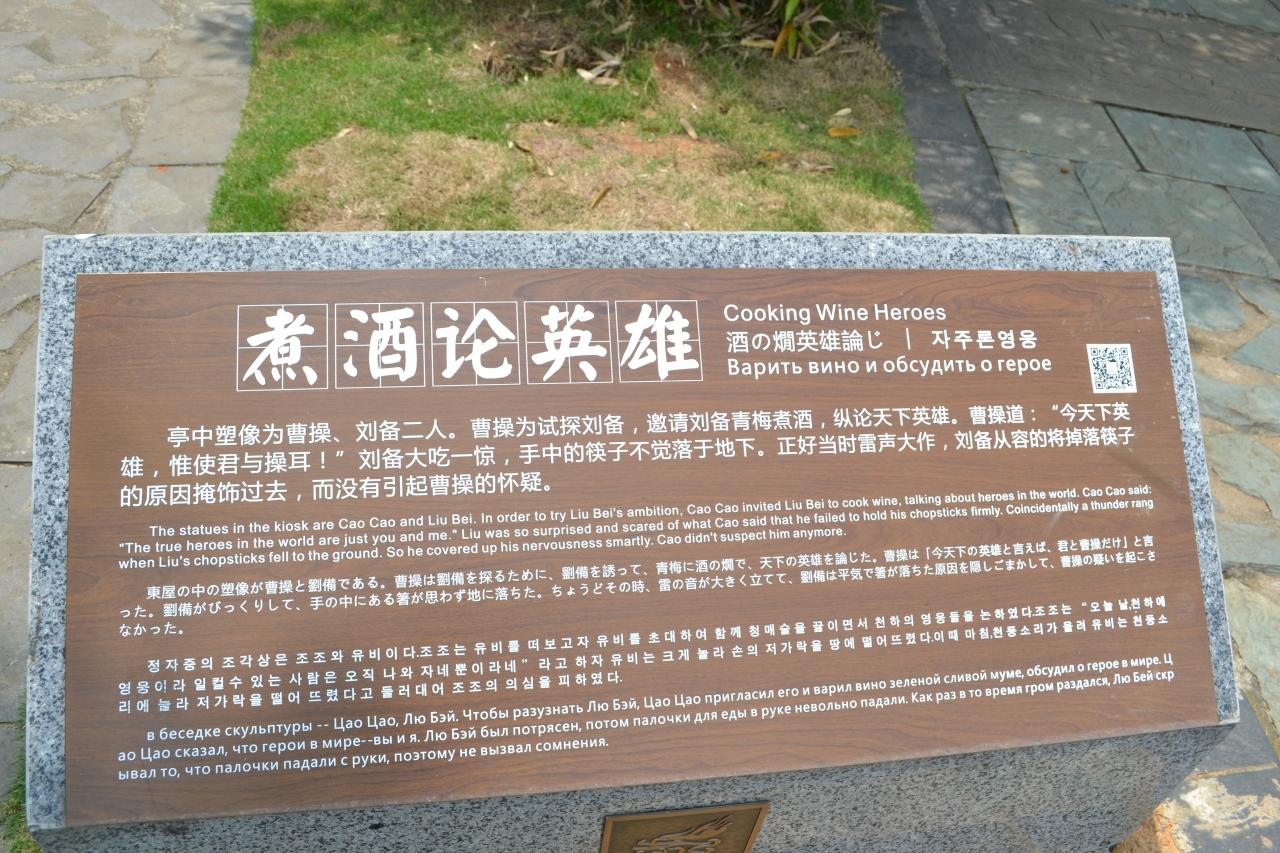 煮酒论英雄
Cooking Wine Heroes
酒の燗英雄論じ | 자주론영웅
Варить вино и обсудить о герое
亭中塑像为曹操、刘备二人。曹操为试探刘备，邀请刘备青梅煮酒，纵论天下英雄。曹操道：“今天下英
雄，惟使君与操耳！”刘备大吃一惊，手中的筷子不觉落于地下。正好当时雷声大作，刘备从容的将掉落筷子
的原因掩饰过去，而没有引起曹操的怀疑。
The statues in the kiosk are Cao Cao and Liu Bei. In order to try Liu Bei's ambition, Cao Cao invited Liu Bei to cook wine, talking about heroes in the world. Cao Cao said:
"The true heroes in the world are just you and me." Liu was so surprised and scared of what Cao said that he failed to hold his chopsticks firmly. Coincidentally a thunder rang
when Liu's chopsticks fell to the ground. So he covered up his nervousness smartly. Cao didn't suspect him anymore.
東屋の中の塑像が曹操と劉備である。曹操は劉備を探るために、劉備を誘って、青梅に酒の燗で、天下の英雄を論じた。曹操は「今天下の英雄と言えば、君と曹操だけ」と言
った。劉備がびっくりして、手の中にある箸が思わず地に落ちた。ちょうどその時、雷の音が大きく立てて、劉備は平気で箸が落ちた原因を隠しごまかして、曹操の疑いを起こさ
なかった。
정자중의 조각상은 조조와 유비이다.조조는 유비를 떠보고자 유비를 초대하여 함께 청매술을 끓이면서 천하의 영웅들을 논하였다.조조는 “오늘 날,천하에
영웅이라 일컬수 있는 사람은 오직 나와 자네뿐이라네” 라고 하자 유비는 크게 놀라 손의 저가락을 땅에 떨어뜨렸다.이 때 마침,천둥소리가 울려 유비는 천둥소
리에 놀라 저가락을 떨어 뜨렸다고 둘러대어 조조의 의심을 피하였다.
в беседке скульптуры -- Цао Цао, Лю Бэй. Чтобы разузнать Лю Бэй, Цао Цао пригласил его и варил вино зеленой сливой муме, обсудил о герое в мире. Ц
ао Цао сказал, что герои в мире--вы и я. Лю Бэй был потрясен, потом палочки для еды в руке невольно падали. Как раз в то время гром раздался, Лю Бей скр
ывал то, что палочки падали с руки, поэтому не вызвал сомнения.